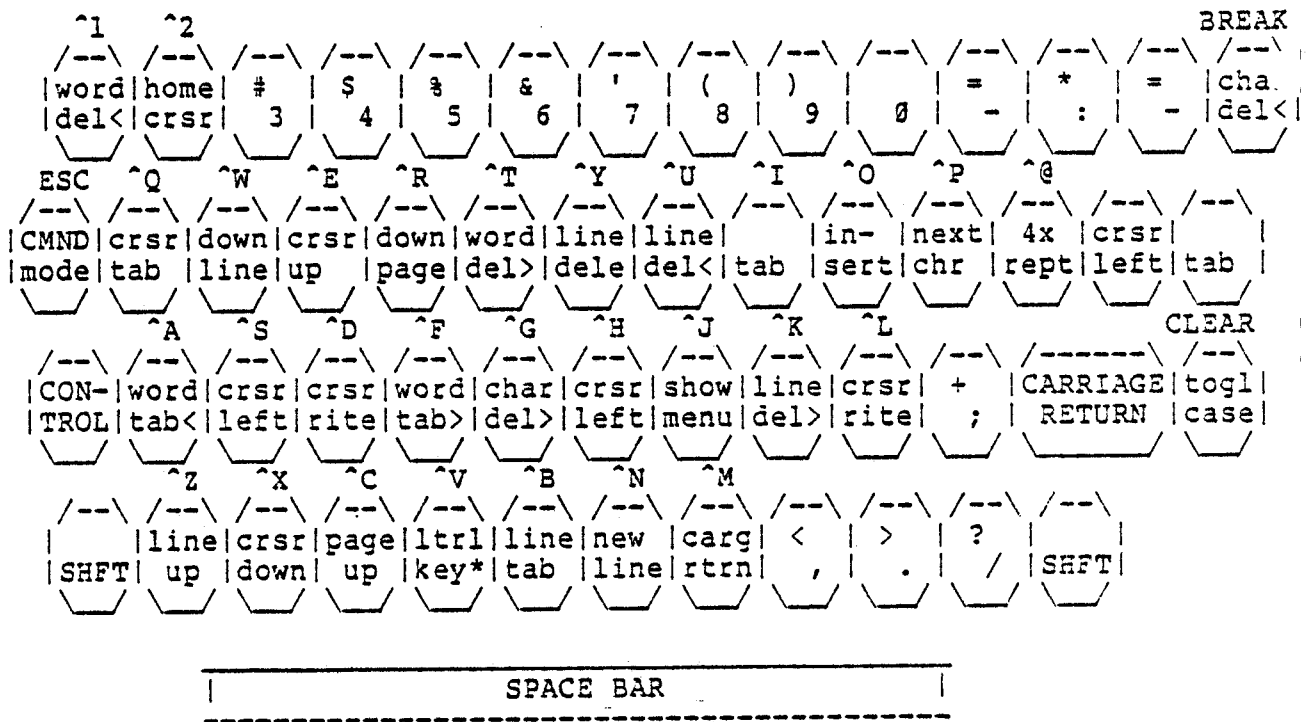 ^1 ^2 BREAK
word home # $ % & ' ( ) = * = cha.
del< crsr 3 4 5 6 7 8 9 0 - : - del<
ESC ^Q ^W ^E ^R ^T ^Y ^U ^I ^O ^P ^@
CMND crsr down crsr down word line line in- next 4x crsr
mode tab line up page del> dele del< tab sert chr rept left tab
^A ^S ^D ^F ^G ^H ^J ^K ^L CLEAR
CON- word crsr crsr word char crsr show line crsr + CARRIAGE togl
TROL tab< left rite tab> del> left menu del> rite ; RETURN case
^Z ^X ^C ^V ^B ^N ^M
line crsr page ltrl line new carg < > ?
SHFT up down up key* tab line rtrn , . / SHFT
SPACE BAR